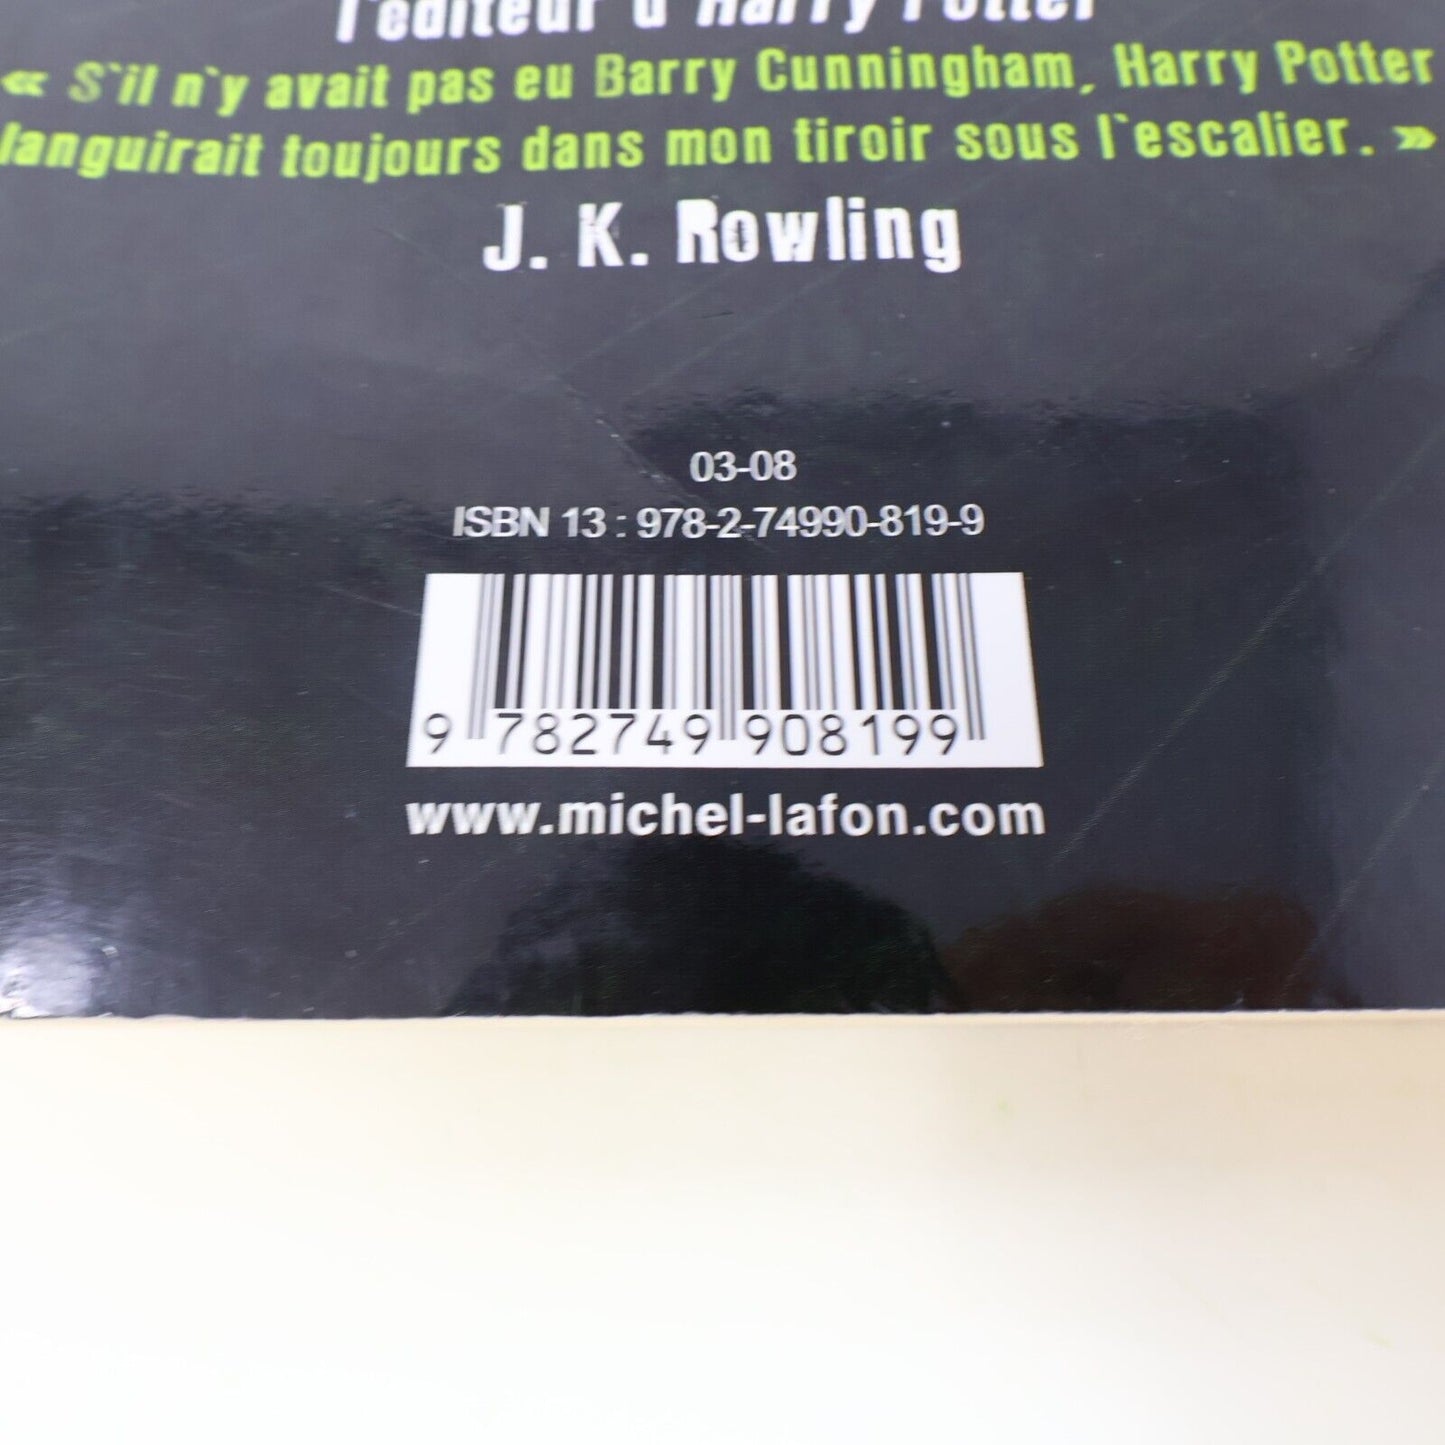 l'éditeur d'Harry Potter
« S`il n`y avait pas eu Barry Cunningham, Harry Potter
languirait toujours dans mon tiroir sous l`escalier. »
J. K. Rowling
03-08
ISBN 13 : 978-2-74990-819-9
9 782749 908199
www.michel-lafon.com